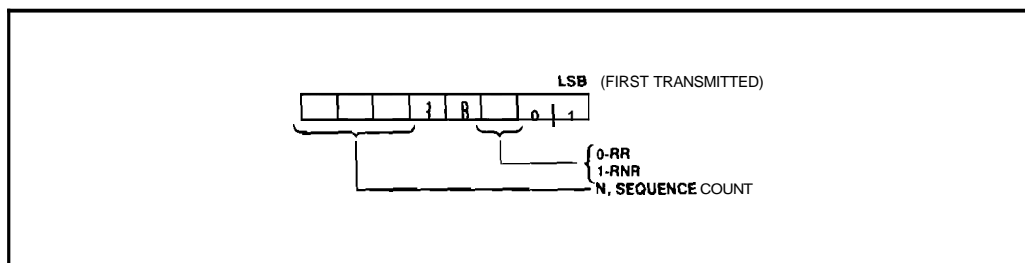 LSB (FIRST TRANSMITTED)
0 1
0-RR
1-RNR
N, SEQUENCE COUNT